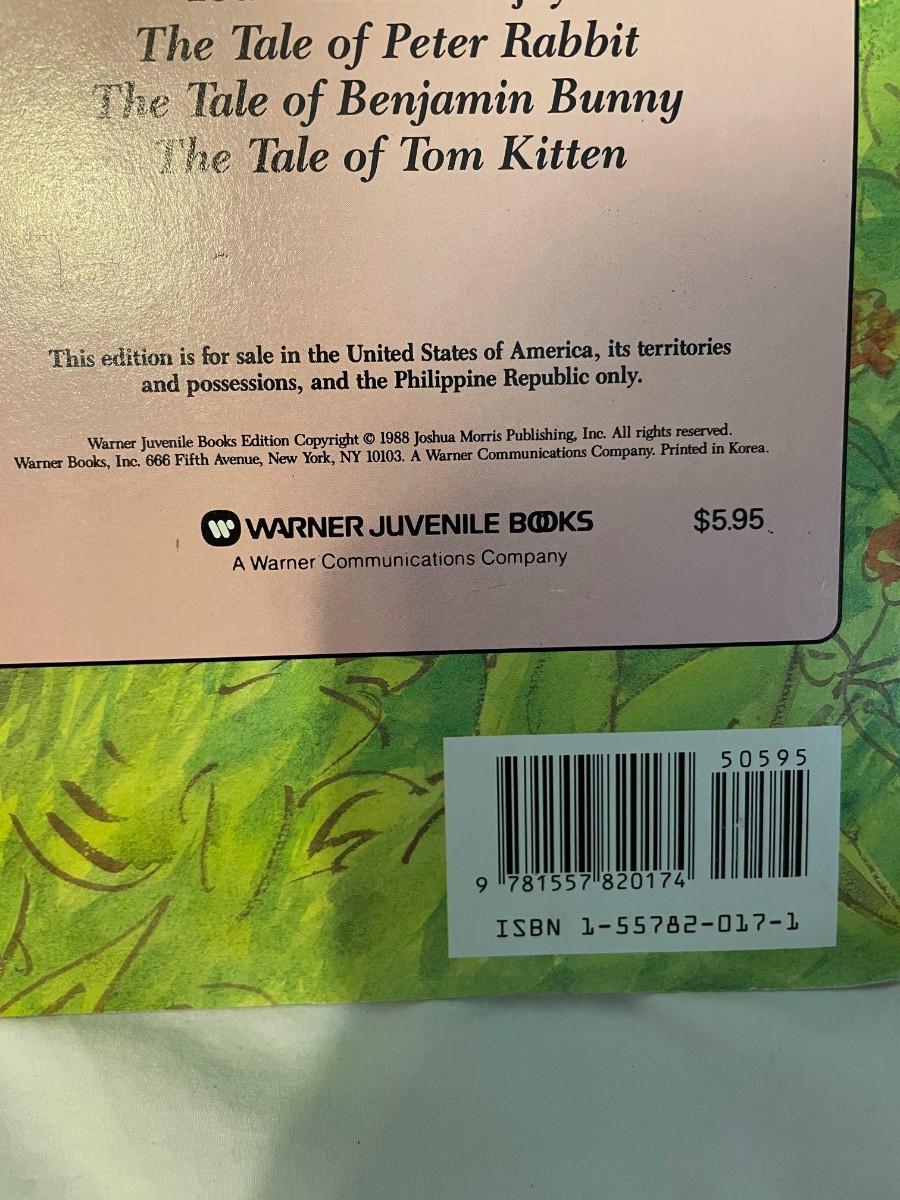 The Tale of Peter Rabbit
The Tale of Benjamin Bunny
The Tale of Tom Kitten
This edition is for sale in the United States of America, its territories
and possessions, and the Philippine Republic only.
Warner Juvenile Books Edition Copyright © 1988 Joshua Morris Publishing, Inc. All rights reserved.
Warner Books, Inc. 666 Fifth Avenue, New York, NY 10103. A Warner Communications Company. Printed in Korea.
WARNER JUVENILE BOOKS $5.95
A Warner Communications Company
50595
9 781557 820174
ISBN 1-55782-017-1